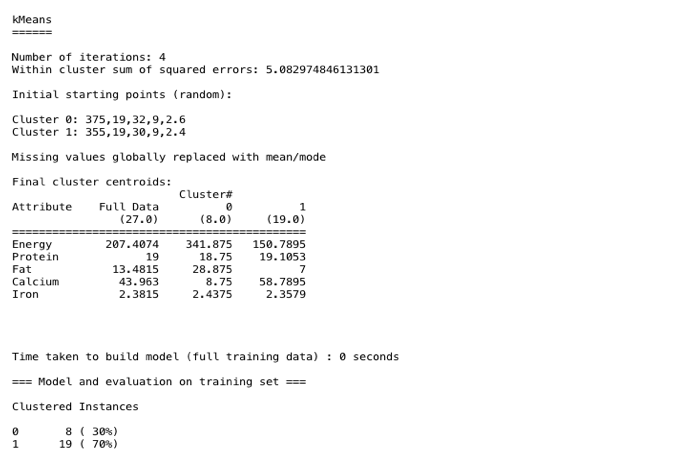 kMeans
======
Number of iterations: 4
Within cluster sum of squared errors: 5.082974846131301
Initial starting points (random):
Cluster 0: 375,19,32,9,2.6
Cluster 1: 355,19,30,9,2.4
Missing values globally replaced with mean/mode
Final cluster centroids:
Cluster#
Attribute Full Data 0 1
(27.0) (8.0) (19.0)
================================================
Energy 207.4074 341.875 150.7895
Protein 19 18.75 19.1053
Fat 13.4815 28.875 7
Calcium 43.963 8.75 58.7895
Iron 2.3815 2.4375 2.3579
Time taken to build model (full training data) : 0 seconds
=== Model and evaluation on training set ===
Clustered Instances
0 8 ( 30%)
1 19 ( 70%)